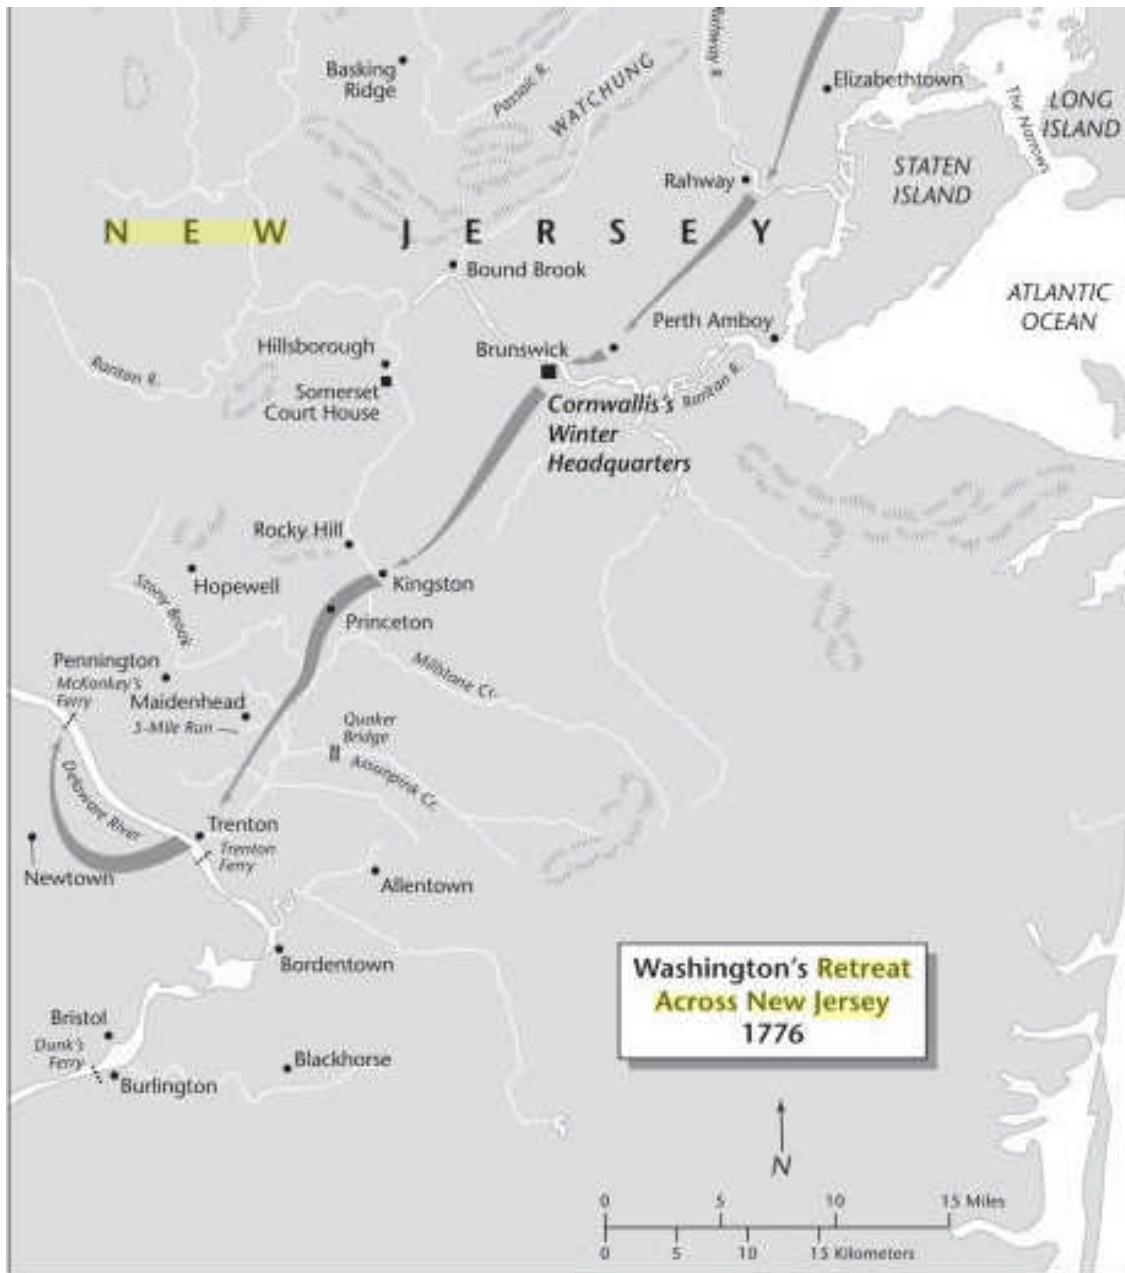 Basking
Ridge
Passaic R.
WATCHUNG
Rahway R.
Elizabethtown
The Narrows
LONG
ISLAND
STATEN
ISLAND
Rahway
NEW JERSEY
Bound Brook
ATLANTIC
OCEAN
Perth Amboy
Hillsborough
Brunswick
Raritan R.
Somerset
Court House
Raritan R.
Cornwallis's
Winter
Headquarters
Rocky Hill
Hopewell
Kingston
Stony Brook
Princeton
Pennington
McKonkey's
Ferry
Maidenhead
5-Mile Run
Millstone Cr.
Quaker
Bridge
Assunpink Cr.
Delaware River
Trenton
Trenton
Ferry
Newtown
Allentown
Bordentown
Washington's Retreat
Across New Jersey
1776
Bristol
Dunk's
Ferry
Blackhorse
Burlington
N
0 5 10 15 Miles
0 5 10 15 Kilometers